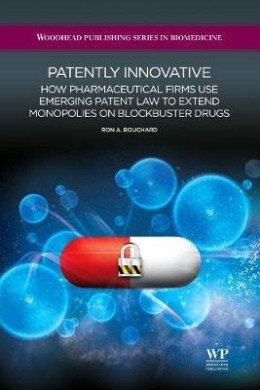 WOODHEAD PUBLISHING SERIES IN BIOMEDICINE
PATENTLY INNOVATIVE
HOW PHARMACEUTICAL FIRMS USE
EMERGING PATENT LAW TO EXTEND
MONOPOLIES ON BLOCKBUSTER DRUGS
RON A. BOUCHARD
WP
WOODHEAD
PUBLISHING